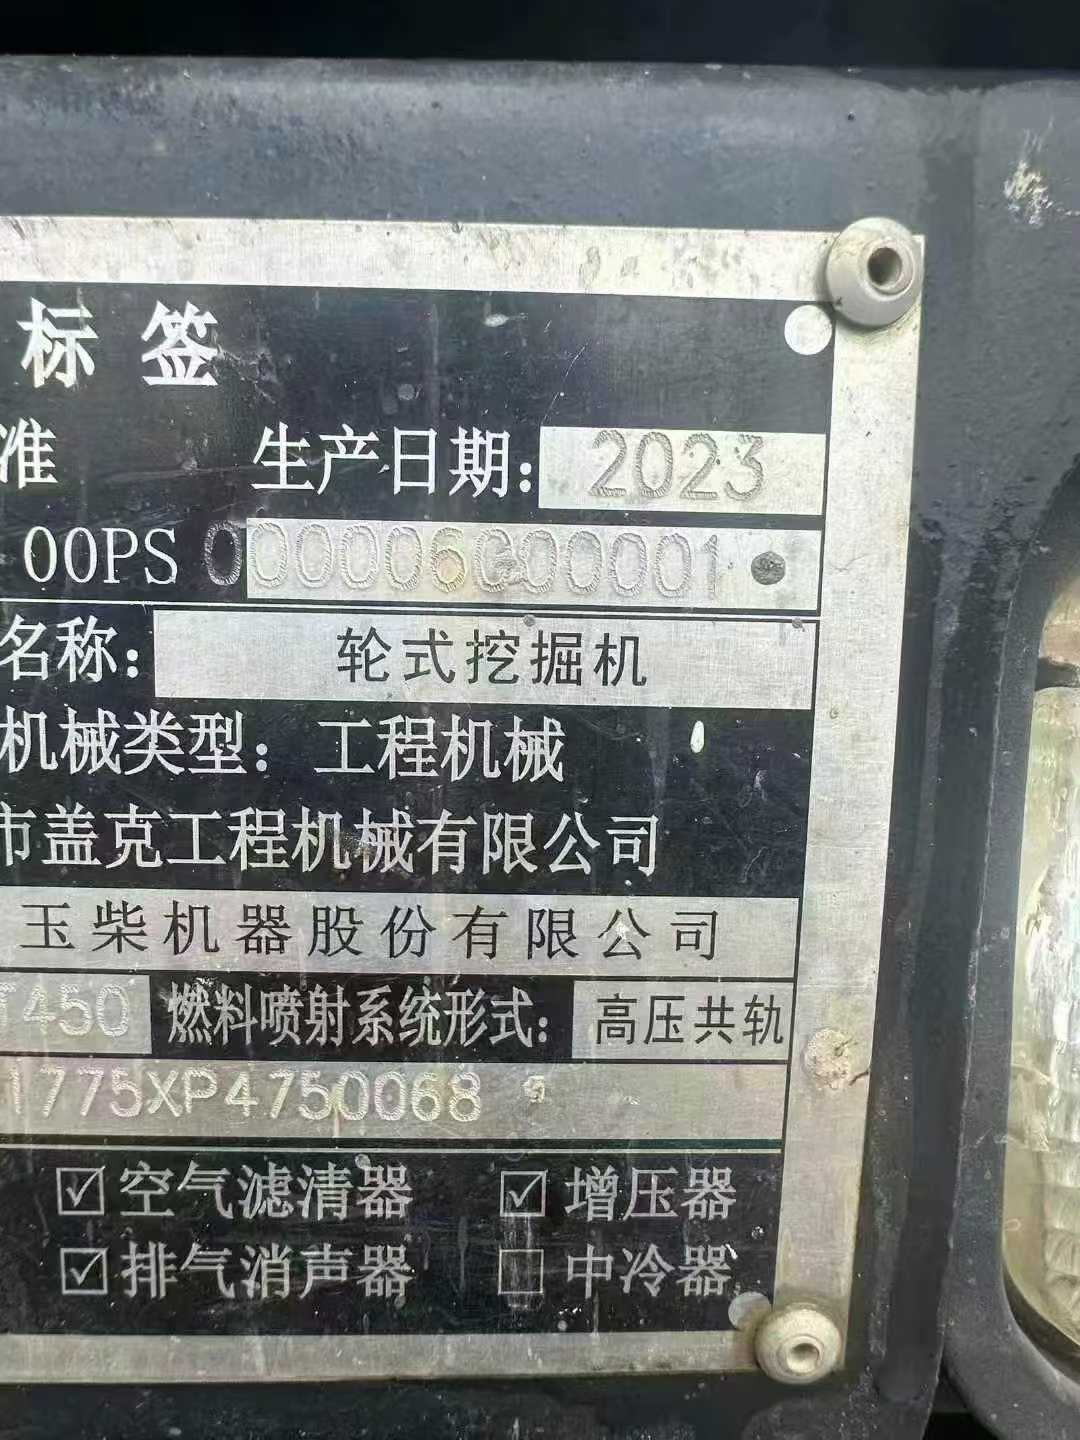 标签
准 生产日期: 2023
00PS 000006000001
名称: 轮式挖掘机
机械类型: 工程机械
市盖克工程机械有限公司
玉柴机器股份有限公司
T450 燃料喷射系统形式: 高压共轨
1775XP4750068
☑空气滤清器 ☑增压器
☑排气消声器 □中冷器